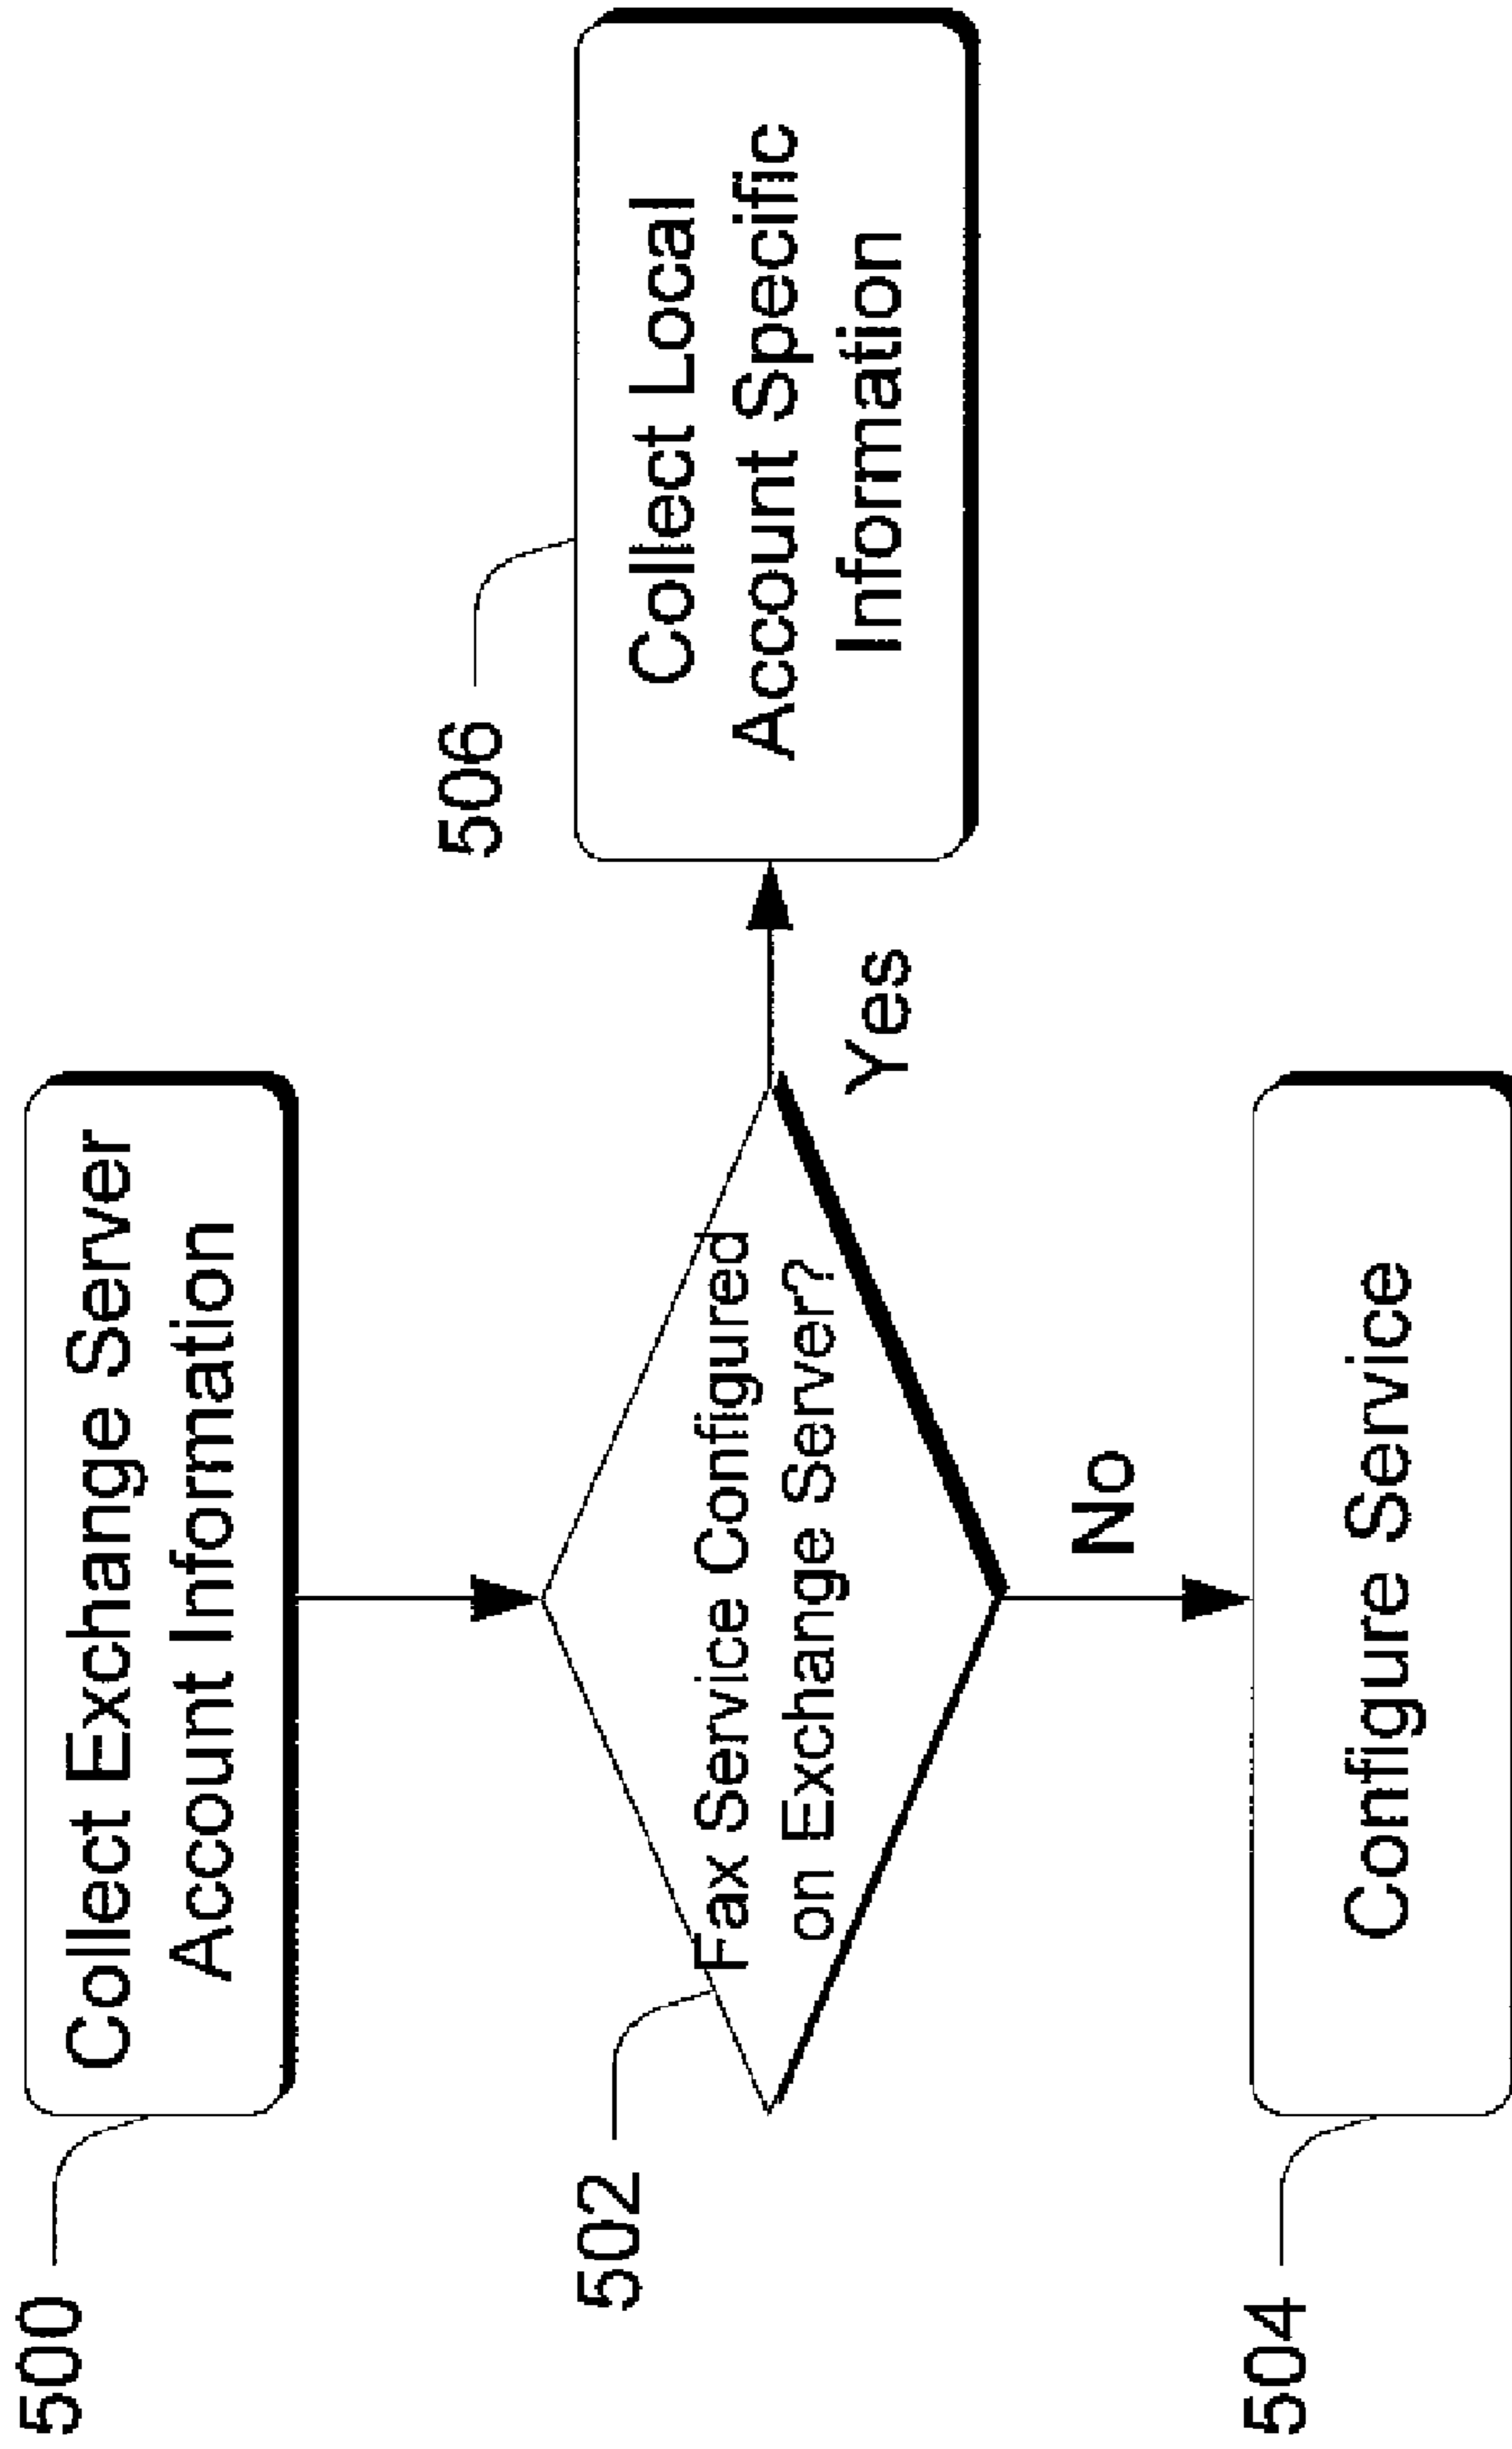 500
Collect Exchange Server
Account Information
502
Fax Service Configured
on Exchange Server?
Yes
506
Collect Local
Account Specific
Information
No
504
Configure Service